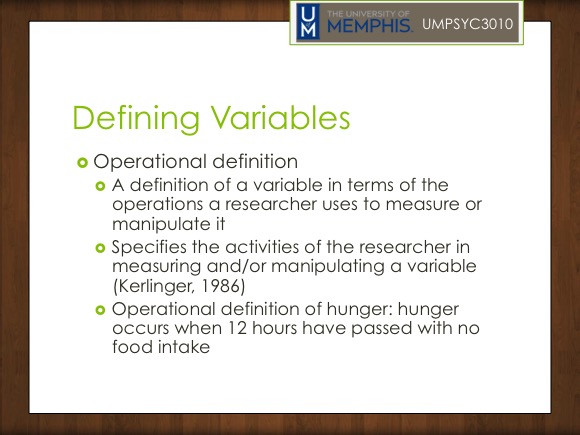 UM
THE UNIVERSITY OF
MEMPHIS.
UMPSYC3010
Defining Variables
Operational definition
A definition of a variable in terms of the
operations a researcher uses to measure or
manipulate it
Specifies the activities of the researcher in
measuring and/or manipulating a variable
(Kerlinger, 1986)
Operational definition of hunger: hunger
occurs when 12 hours have passed with no
food intake